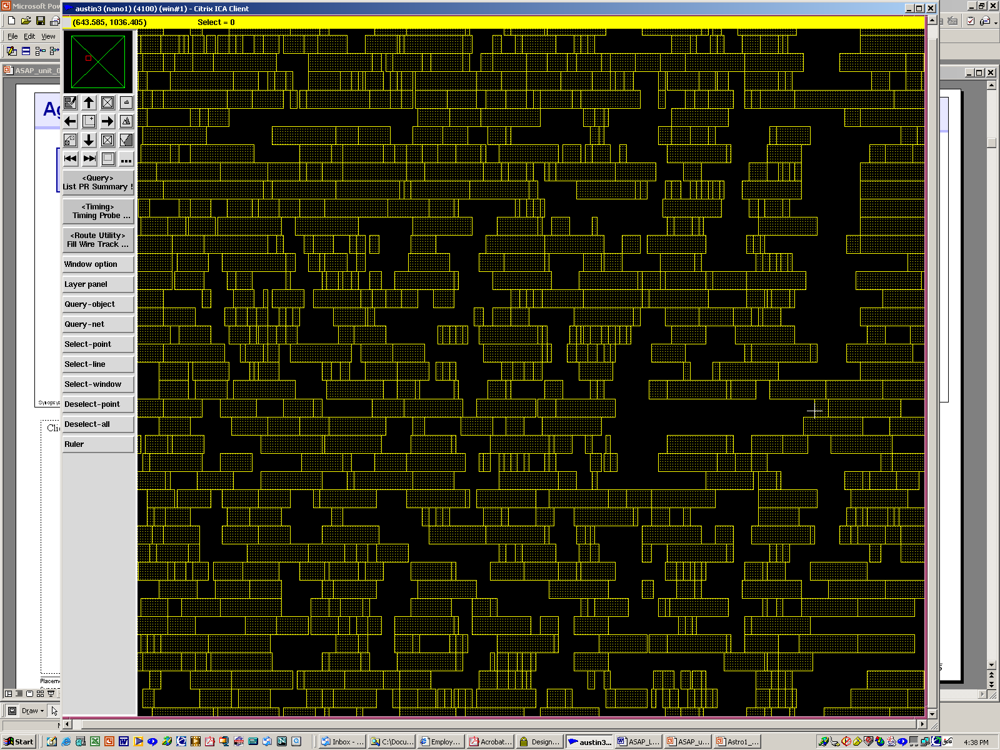 Microsoft Pow
austin3 (nano1) (4100) (win#1) - Citrix ICA Client
(643.585, 1036.405)
Select = 0
File Edit View
ASAP_unit_0
Ag
<Query>
List PR Summary !
<Timing>
Timing Probe ...
<Route Utility>
Fill Wire Track ...
Window option
Layer panel
Query-object
Query-net
Select-point
Select-line
Select-window
Deselect-point
Deselect-all
Ruler
Synopsys
Clic
Placem
5
Draw
Start
Inbox - ...
C:\Docu...
Employ...
Acrobat...
Design...
austin3...
ASAP_L...
ASAP_u...
Astro1_...
4:38 PM